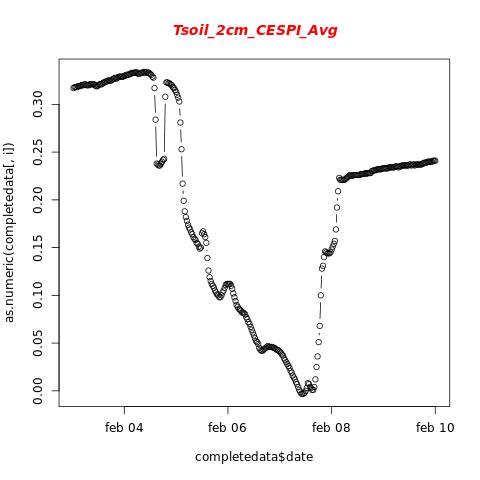 Tsoil_2cm_CESPI_Avg
as.numeric(completedata[, i])
0.30
0.25
0.20
0.15
0.10
0.05
0.00
feb 04 feb 06 feb 08 feb 10
completedata$date